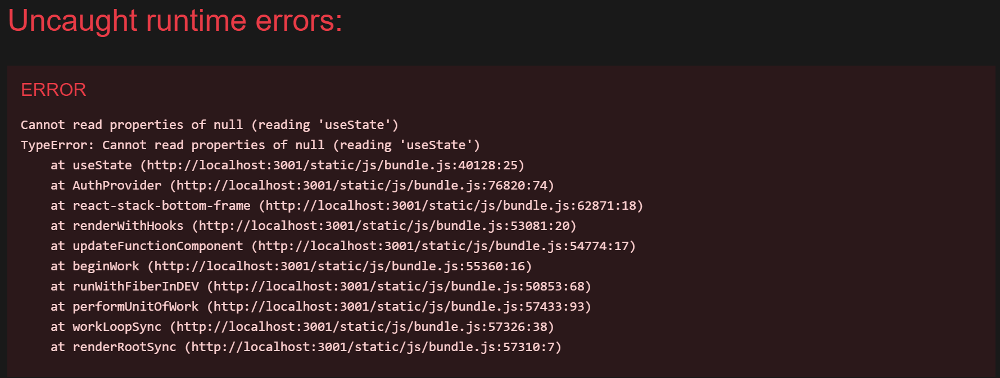 Uncaught runtime errors:
ERROR
Cannot read properties of null (reading 'useState')
TypeError: Cannot read properties of null (reading 'useState')
    at useState (http://localhost:3001/static/js/bundle.js:40128:25)
    at AuthProvider (http://localhost:3001/static/js/bundle.js:76820:74)
    at react-stack-bottom-frame (http://localhost:3001/static/js/bundle.js:62871:18)
    at renderWithHooks (http://localhost:3001/static/js/bundle.js:53081:20)
    at updateFunctionComponent (http://localhost:3001/static/js/bundle.js:54774:17)
    at beginWork (http://localhost:3001/static/js/bundle.js:55360:16)
    at runWithFiberInDEV (http://localhost:3001/static/js/bundle.js:50853:68)
    at performUnitOfWork (http://localhost:3001/static/js/bundle.js:57433:93)
    at workLoopSync (http://localhost:3001/static/js/bundle.js:57326:38)
    at renderRootSync (http://localhost:3001/static/js/bundle.js:57310:7)